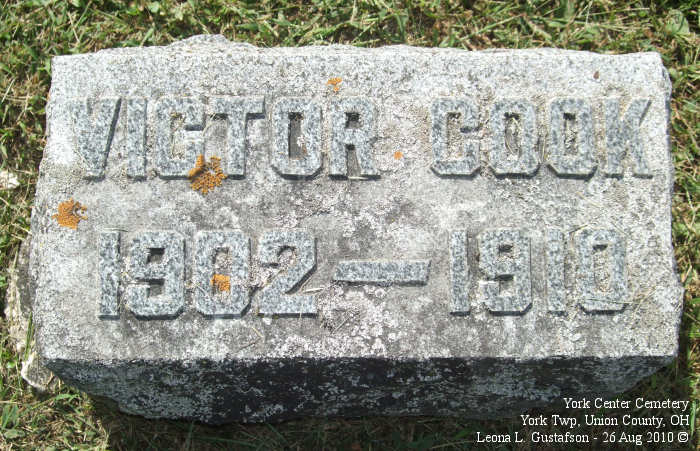 VICTOR COOK
1902 — 1910
York Center Cemetery
York Twp, Union County, OH
Leona L. Gustafson - 26 Aug 2010 ©